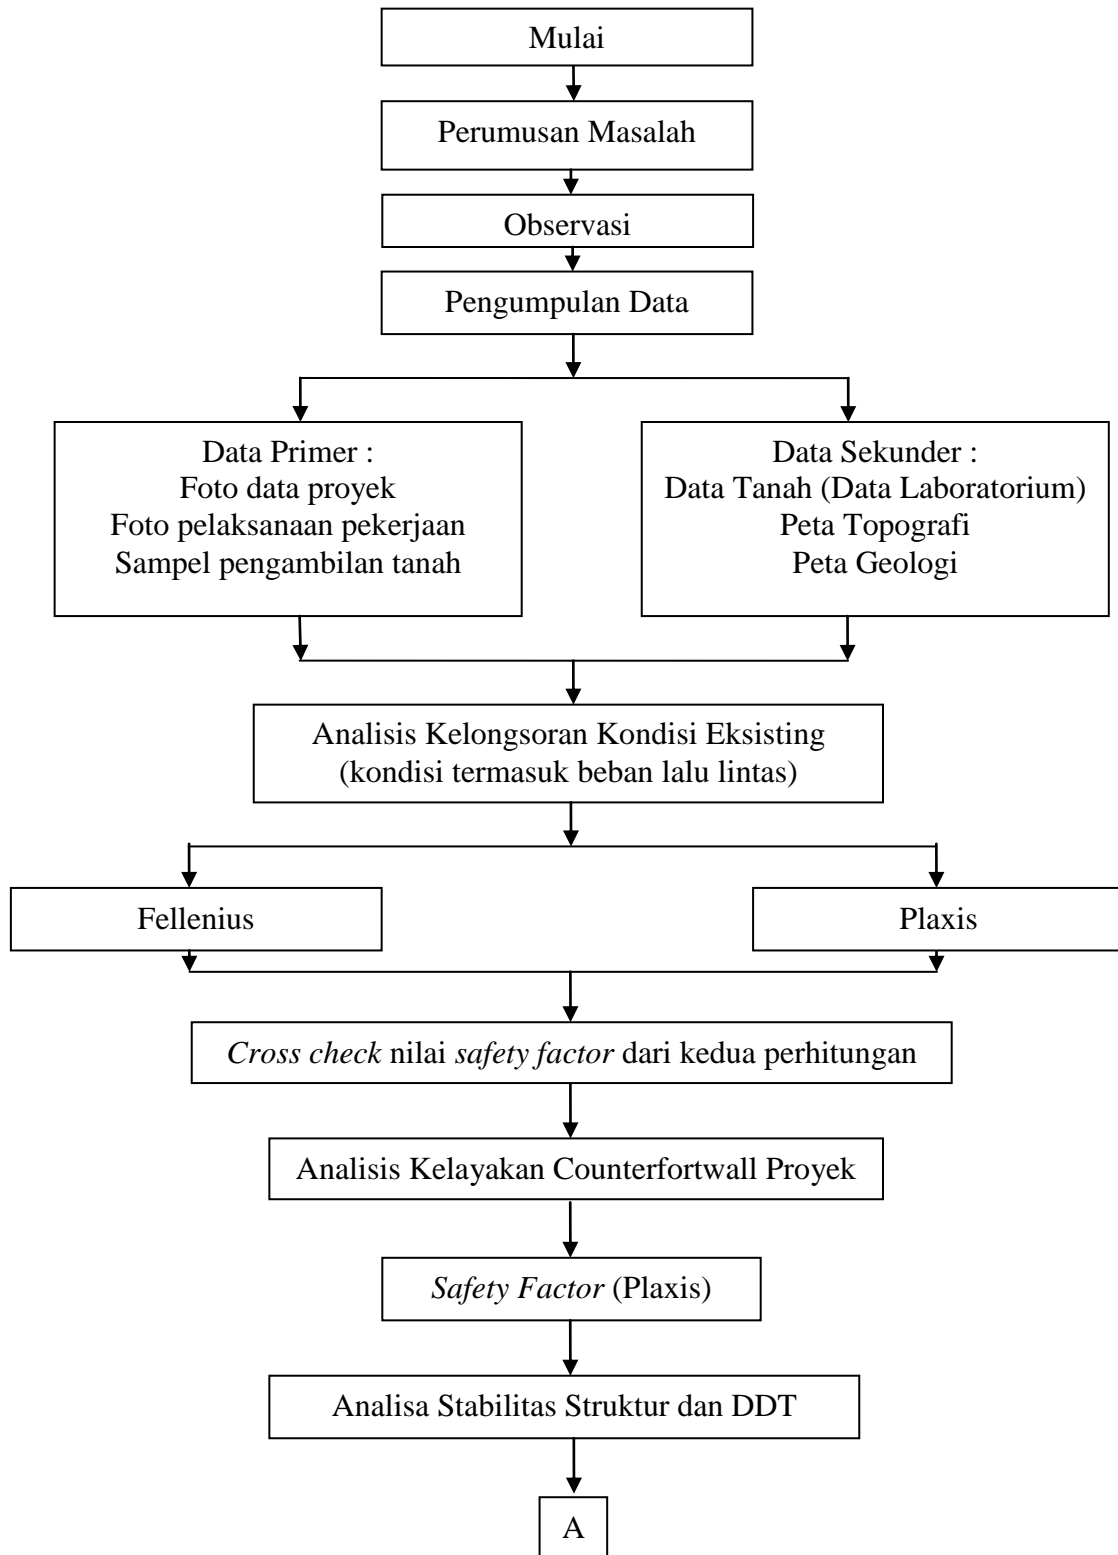 Mulai
Perumusan Masalah
Observasi
Pengumpulan Data
Data Primer :
Foto data proyek
Foto pelaksanaan pekerjaan
Sampel pengambilan tanah
Data Sekunder :
Data Tanah (Data Laboratorium)
Peta Topografi
Peta Geologi
Analisis Kelongsoran Kondisi Eksisting
(kondisi termasuk beban lalu lintas)
Fellenius
Plaxis
Cross check nilai safety factor dari kedua perhitungan
Analisis Kelayakan Counterfortwall Proyek
Safety Factor (Plaxis)
Analisa Stabilitas Struktur dan DDT
A